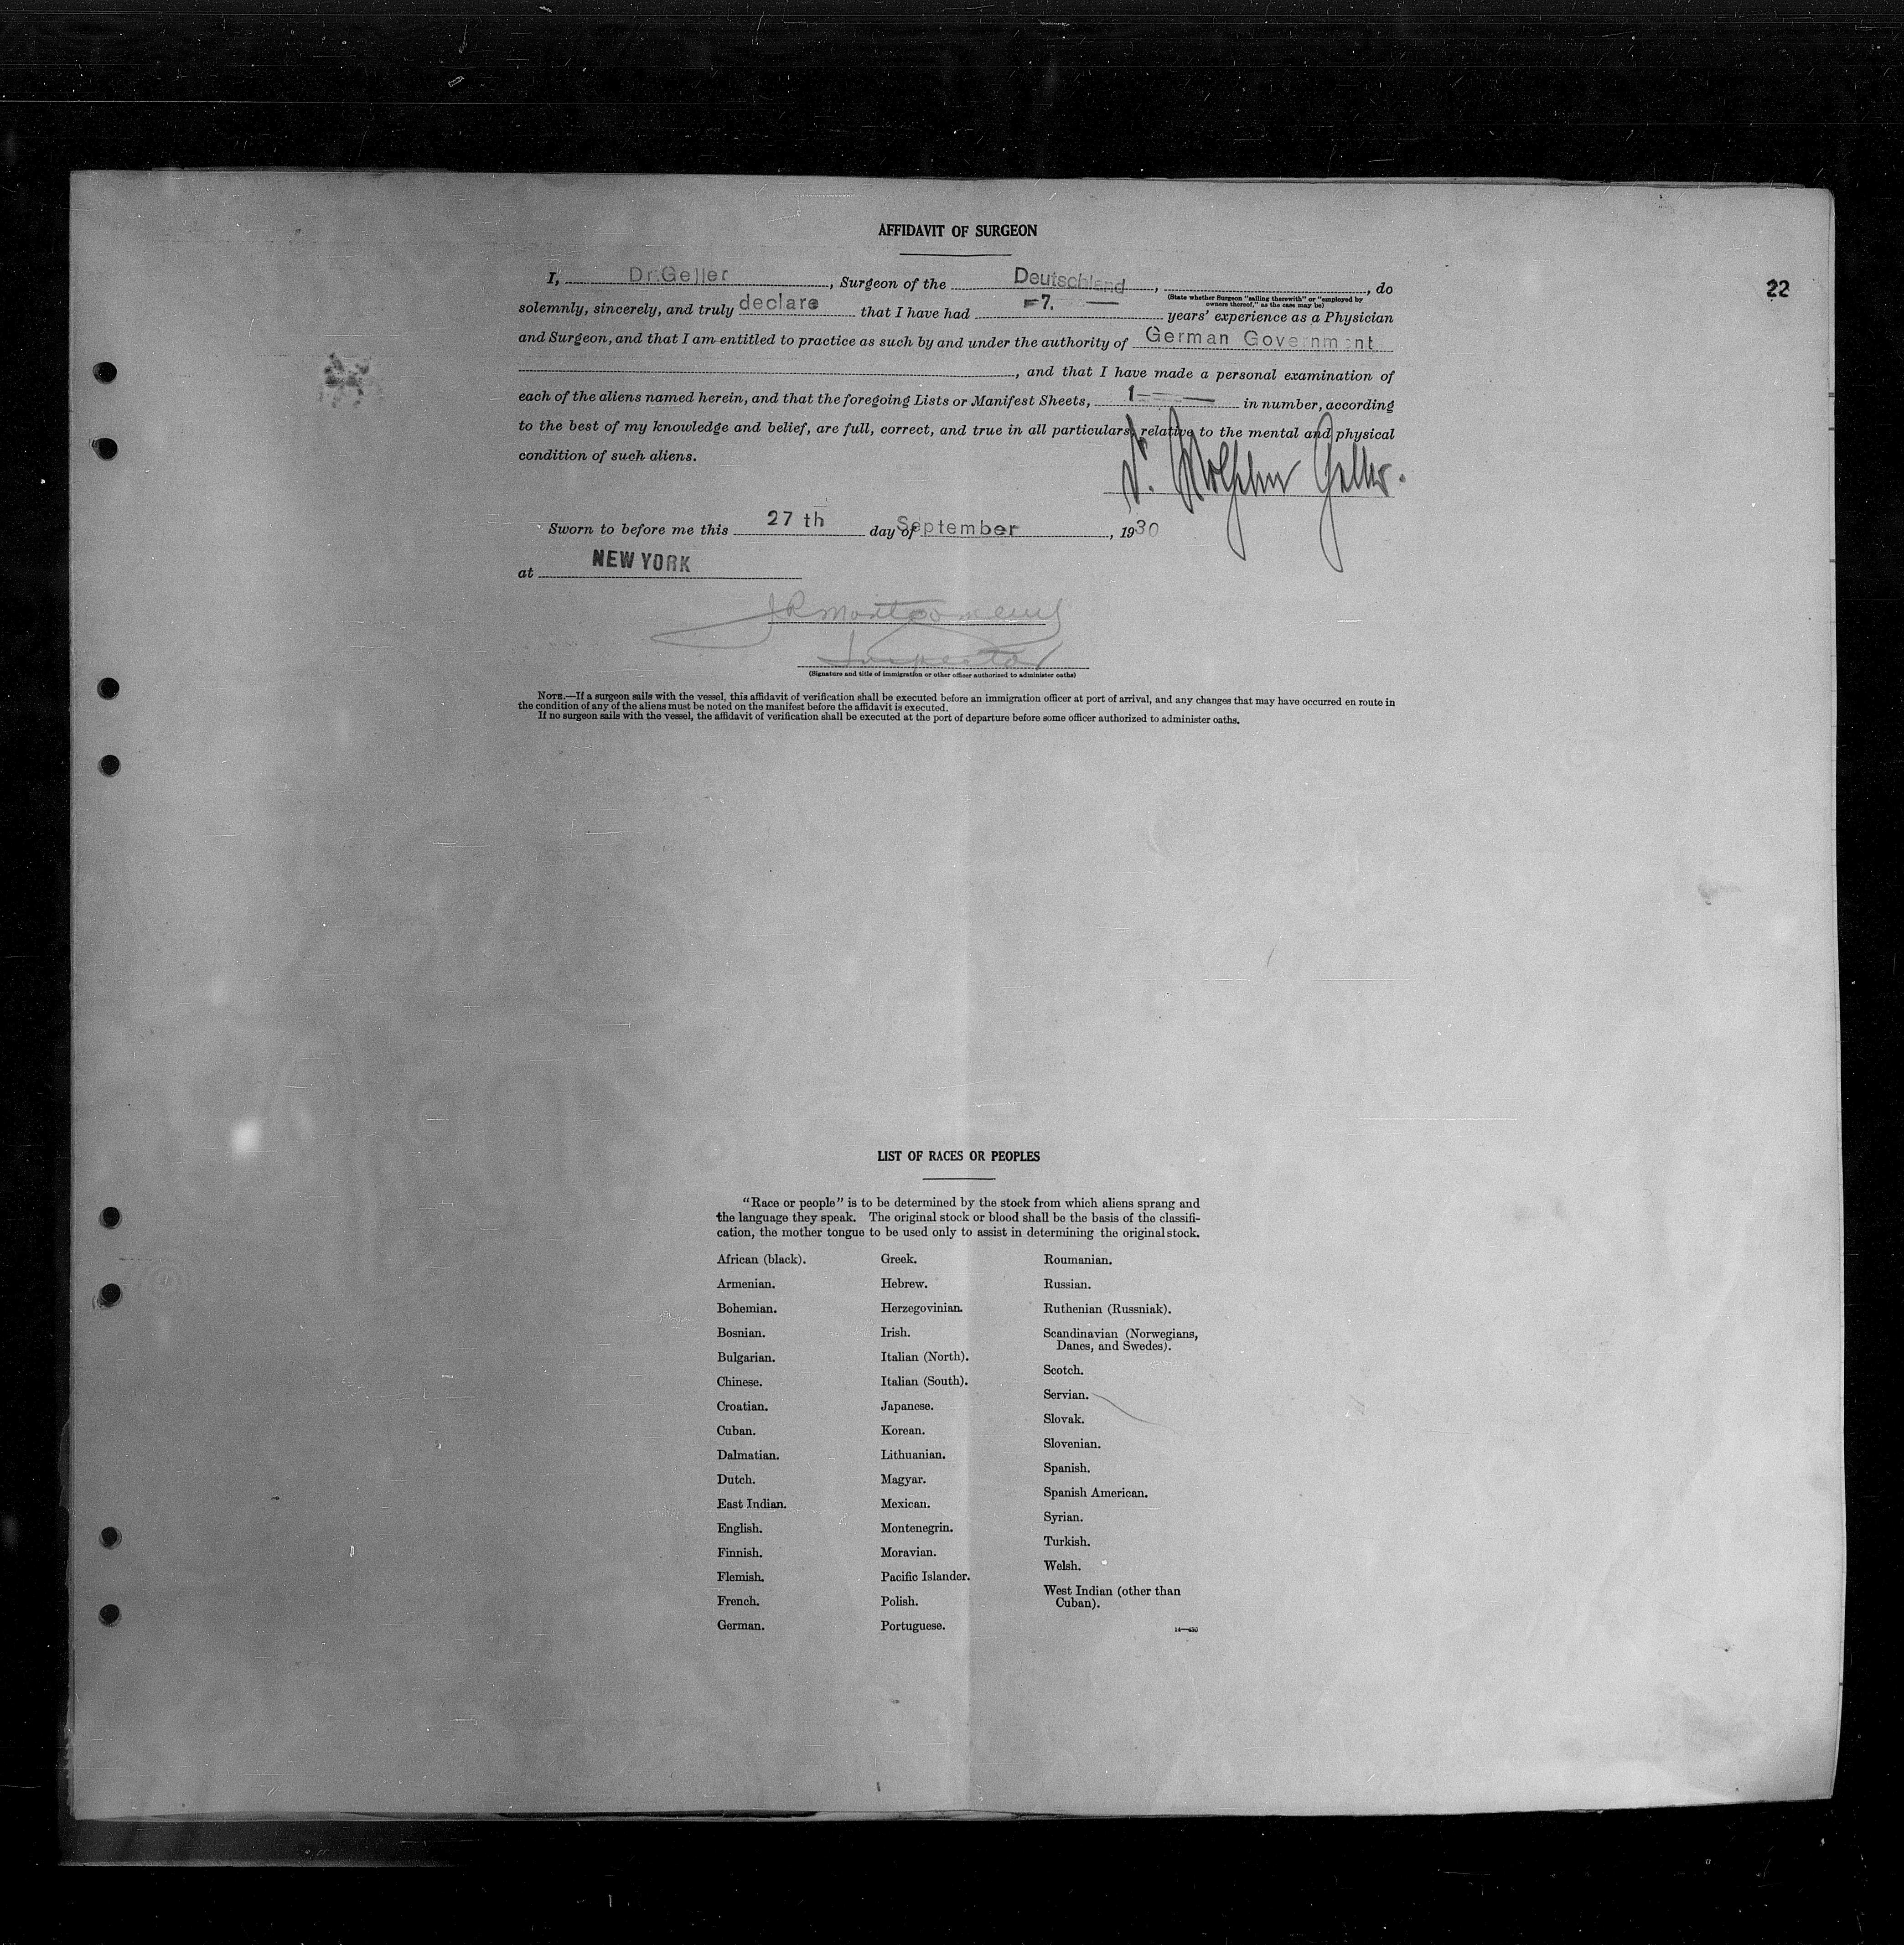 AFFIDAVIT OF SURGEON
22
I, Dr.Geller, Surgeon of the Deutschland, , do
(State whether Surgeon "sailing therewith" or "employed by
owners thereof," as the case may be)
solemnly, sincerely, and truly declare that I have had =7. — years' experience as a Physician
and Surgeon, and that I am entitled to practice as such by and under the authority of German Government
, and that I have made a personal examination of
each of the aliens named herein, and that the foregoing Lists or Manifest Sheets, 1— in number, according
to the best of my knowledge and belief, are full, correct, and true in all particulars relative to the mental and physical
condition of such aliens.
Dr. Geller.
Sworn to before me this 27 th day of September, 1930
at NEW YORK
J R Montgomery
Inspector
(Signature and title of immigration or other officer authorized to administer oaths)
NOTE.—If a surgeon sails with the vessel, this affidavit of verification shall be executed before an immigration officer at port of arrival, and any changes that may have occurred en route in
the condition of any of the aliens must be noted on the manifest before the affidavit is executed.
If no surgeon sails with the vessel, the affidavit of verification shall be executed at the port of departure before some officer authorized to administer oaths.
LIST OF RACES OR PEOPLES
"Race or people" is to be determined by the stock from which aliens sprang and
the language they speak. The original stock or blood shall be the basis of the classifi-
cation, the mother tongue to be used only to assist in determining the original stock.
African (black).
Armenian.
Bohemian.
Bosnian.
Bulgarian.
Chinese.
Croatian.
Cuban.
Dalmatian.
Dutch.
East Indian.
English.
Finnish.
Flemish.
French.
German.
Greek.
Hebrew.
Herzegovinian.
Irish.
Italian (North).
Italian (South).
Japanese.
Korean.
Lithuanian.
Magyar.
Mexican.
Montenegrin.
Moravian.
Pacific Islander.
Polish.
Portuguese.
Roumanian.
Russian.
Ruthenian (Russniak).
Scandinavian (Norwegians,
Danes, and Swedes).
Scotch.
Servian.
Slovak.
Slovenian.
Spanish.
Spanish American.
Syrian.
Turkish.
Welsh.
West Indian (other than
Cuban).